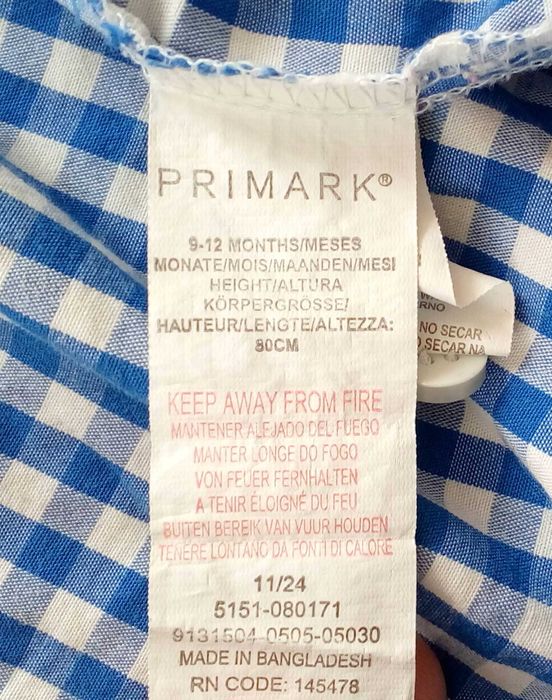 PRIMARK®
9-12 MONTHS/MESES
MONATE/MOIS/MAANDEN/MESI
HEIGHT/ALTURA
KÖRPERGRÖSSE/
HAUTEUR/LENGTE/ALTEZZA:
80CM
KEEP AWAY FROM FIRE
MANTENER ALEJADO DEL FUEGO
MANTER LONGE DO FOGO
VON FEUER FERNHALTEN
A TENIR ÉLOIGNÉ DU FEU
BUITEN BEREIK VAN VUUR HOUDEN
TENERE LONTANO DA FONTI DI CALORE
11/24
5151-080171
9131504-0505-05030
MADE IN BANGLADESH
RN CODE: 145478
NO SECAR
SECAR NA